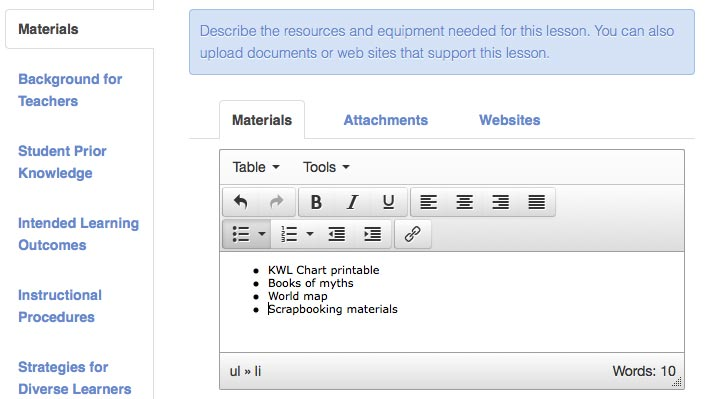 Materials
Background for
Teachers
Student Prior
Knowledge
Intended Learning
Outcomes
Instructional
Procedures
Strategies for
Diverse Learners
Describe the resources and equipment needed for this lesson. You can also
upload documents or web sites that support this lesson.
Materials Attachments Websites
Table Tools
B I U
KWL Chart printable
Books of myths
World map
Scrapbooking materials
ul » li Words: 10